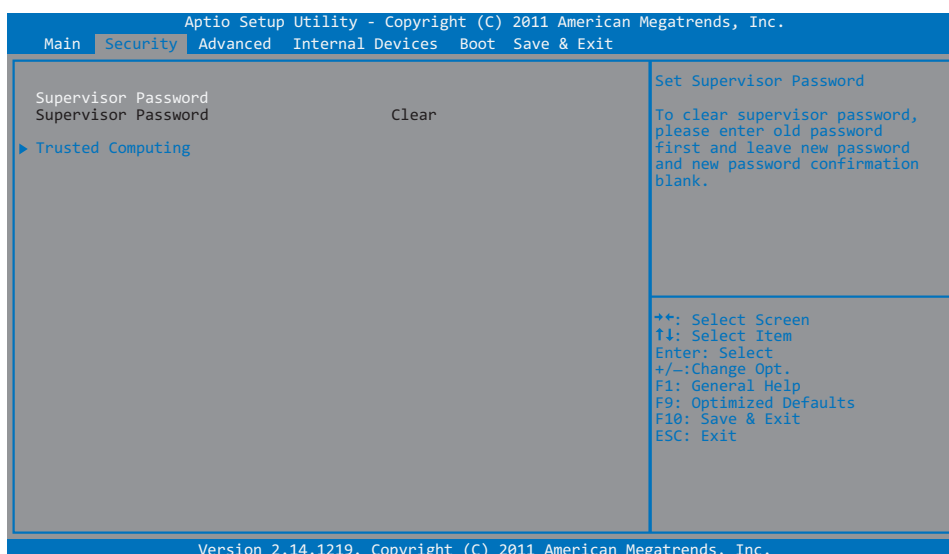 Aptio Setup Utility - Copyright (C) 2011 American Megatrends, Inc.
Main Security Advanced Internal Devices Boot Save & Exit
Supervisor Password
Supervisor Password Clear
▶ Trusted Computing
Set Supervisor Password
To clear supervisor password,
please enter old password
first and leave new password
and new password confirmation
blank.
→←: Select Screen
↑↓: Select Item
Enter: Select
+/—:Change Opt.
F1: General Help
F9: Optimized Defaults
F10: Save & Exit
ESC: Exit
Version 2.14.1219. Copyright (C) 2011 American Megatrends, Inc.